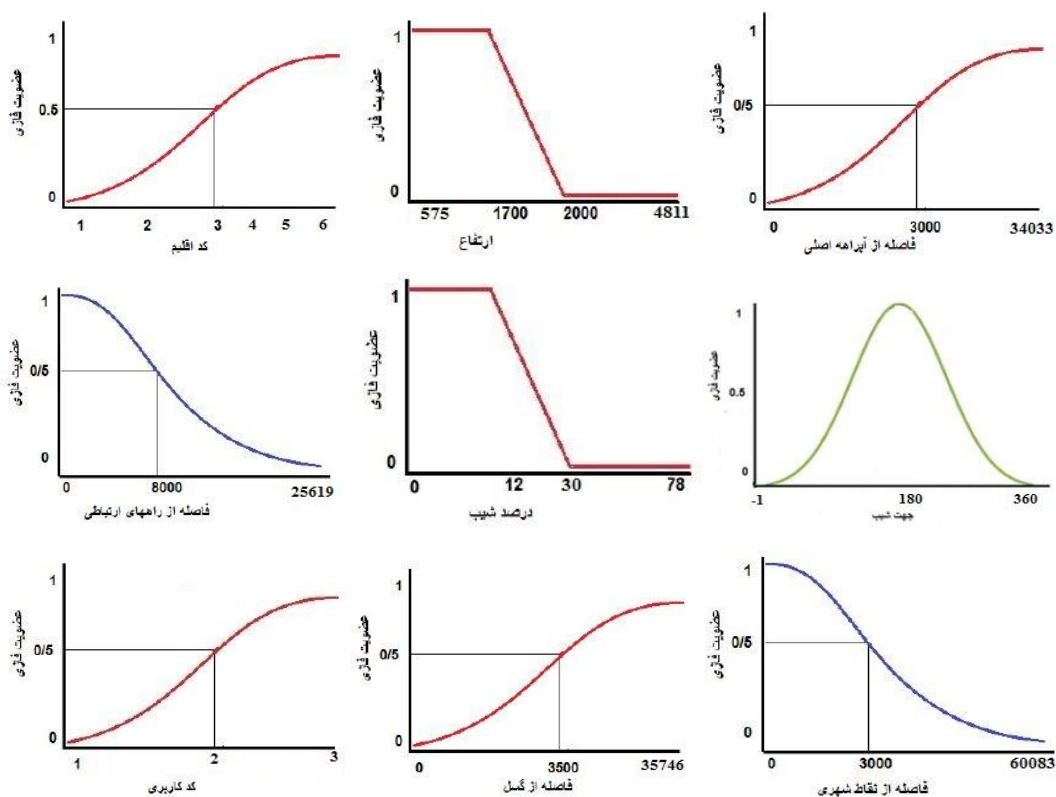 1
عضویت فازی
0.5
0
1 2 3 4 5 6
کد اقلیم
1
عضویت فازی
0
575 1700 2000 4811
ارتفاع
1
عضویت فازی
0/5
0
0 3000 34033
فاصله از آبراهه اصلی
1
عضویت فازی
0/5
0
0 8000 25619
فاصله از راههای ارتباطی
1
عضویت فازی
0
0 12 30 78
درصد شیب
1
عضویت فازی
0.5
0
-1 180 360
جهت شیب
1
عضویت فازی
0/5
0
1 2 3
کد کاربری
1
عضویت فازی
0/5
0
0 3500 35746
فاصله از گسل
1
عضویت فازی
0/5
0
0 3000 60083
فاصله از نقاط شهری